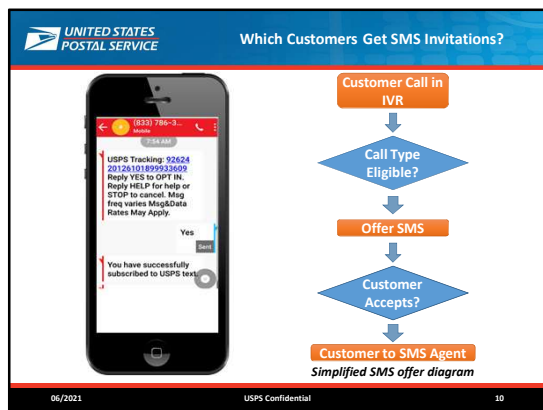 UNITED STATES
POSTAL SERVICE
Which Customers Get SMS Invitations?
(833) 786-3...
Mobile
7:54 AM
USPS Tracking: 92624
20126101899933609
Reply YES to OPT IN.
Reply HELP for help or
STOP to cancel. Msg
freq varies Msg&Data
Rates May Apply.
Yes
Sent
You have successfully
subscribed to USPS text
Customer Call in
IVR
Call Type
Eligible?
Offer SMS
Customer
Accepts?
Customer to SMS Agent
Simplified SMS offer diagram
06/2021
USPS Confidential
10